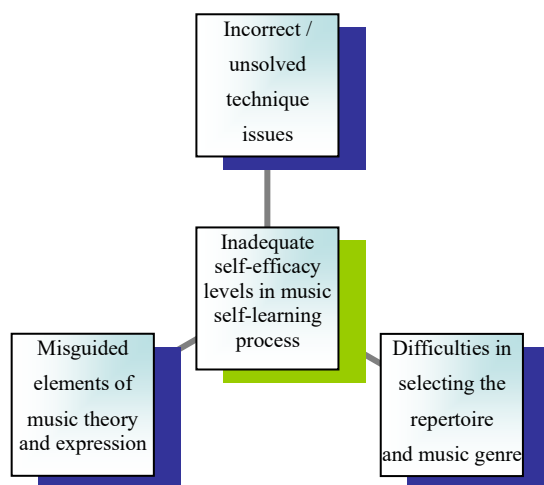 Incorrect /
unsolved
technique
issues
Inadequate
self-efficacy
levels in music
self-learning
process
Misguided
elements of
music theory
and expression
Difficulties in
selecting the
repertoire
and music genre